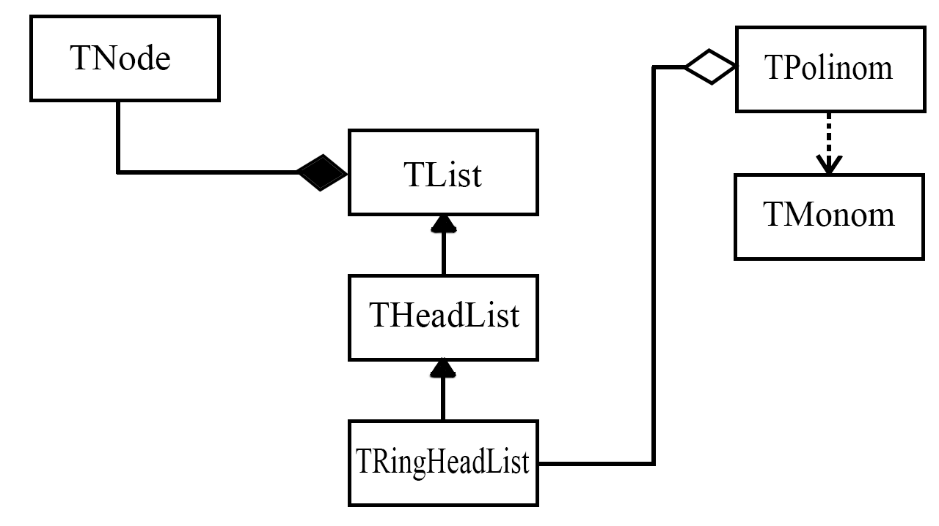 TNode
TPolinom
TList
TMonom
THeadList
TRingHeadList